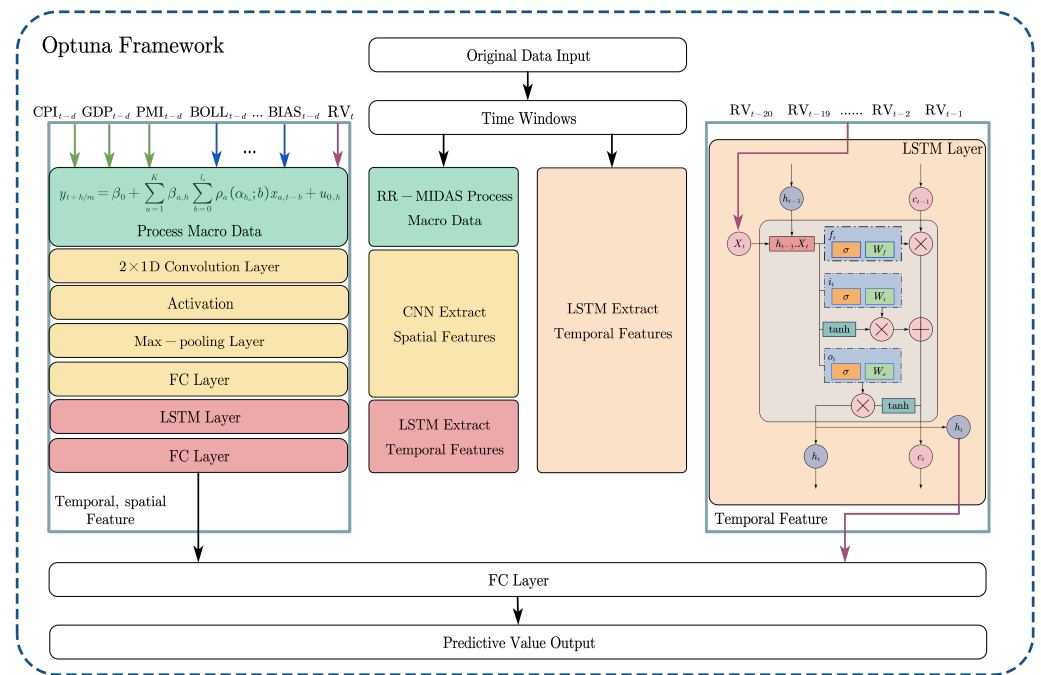 Optuna Framework
Original Data Input
Time Windows
CPI_{t-d} GDP_{t-d} PMI_{t-d} BOLL_{t-d} ... BIAS_{t-d} RV_t
...
y_{t+h/m} = β_0 + \sum_{a=1}^{K} β_{a,h} \sum_{b=0}^{l_a} ρ_a(α_{h_a};b)x_{a,t-b} + u_{0,h}
Process Macro Data
2×1D Convolution Layer
Activation
Max−pooling Layer
FC Layer
LSTM Layer
FC Layer
Temporal, spatial
Feature
RR−MIDAS Process
Macro Data
CNN Extract
Spatial Features
LSTM Extract
Temporal Features
LSTM Extract
Temporal Features
RV_{t-20} RV_{t-19} ...... RV_{t-2} RV_{t-1}
LSTM Layer
h_{t-1} c_{t-1}
X_t h_{t-1}.X_t
f_t
σ W_f
i_t
σ W_i
tanh
o_t
σ W_o
tanh
h_t
h_t c_t
Temporal Feature
FC Layer
Predictive Value Output